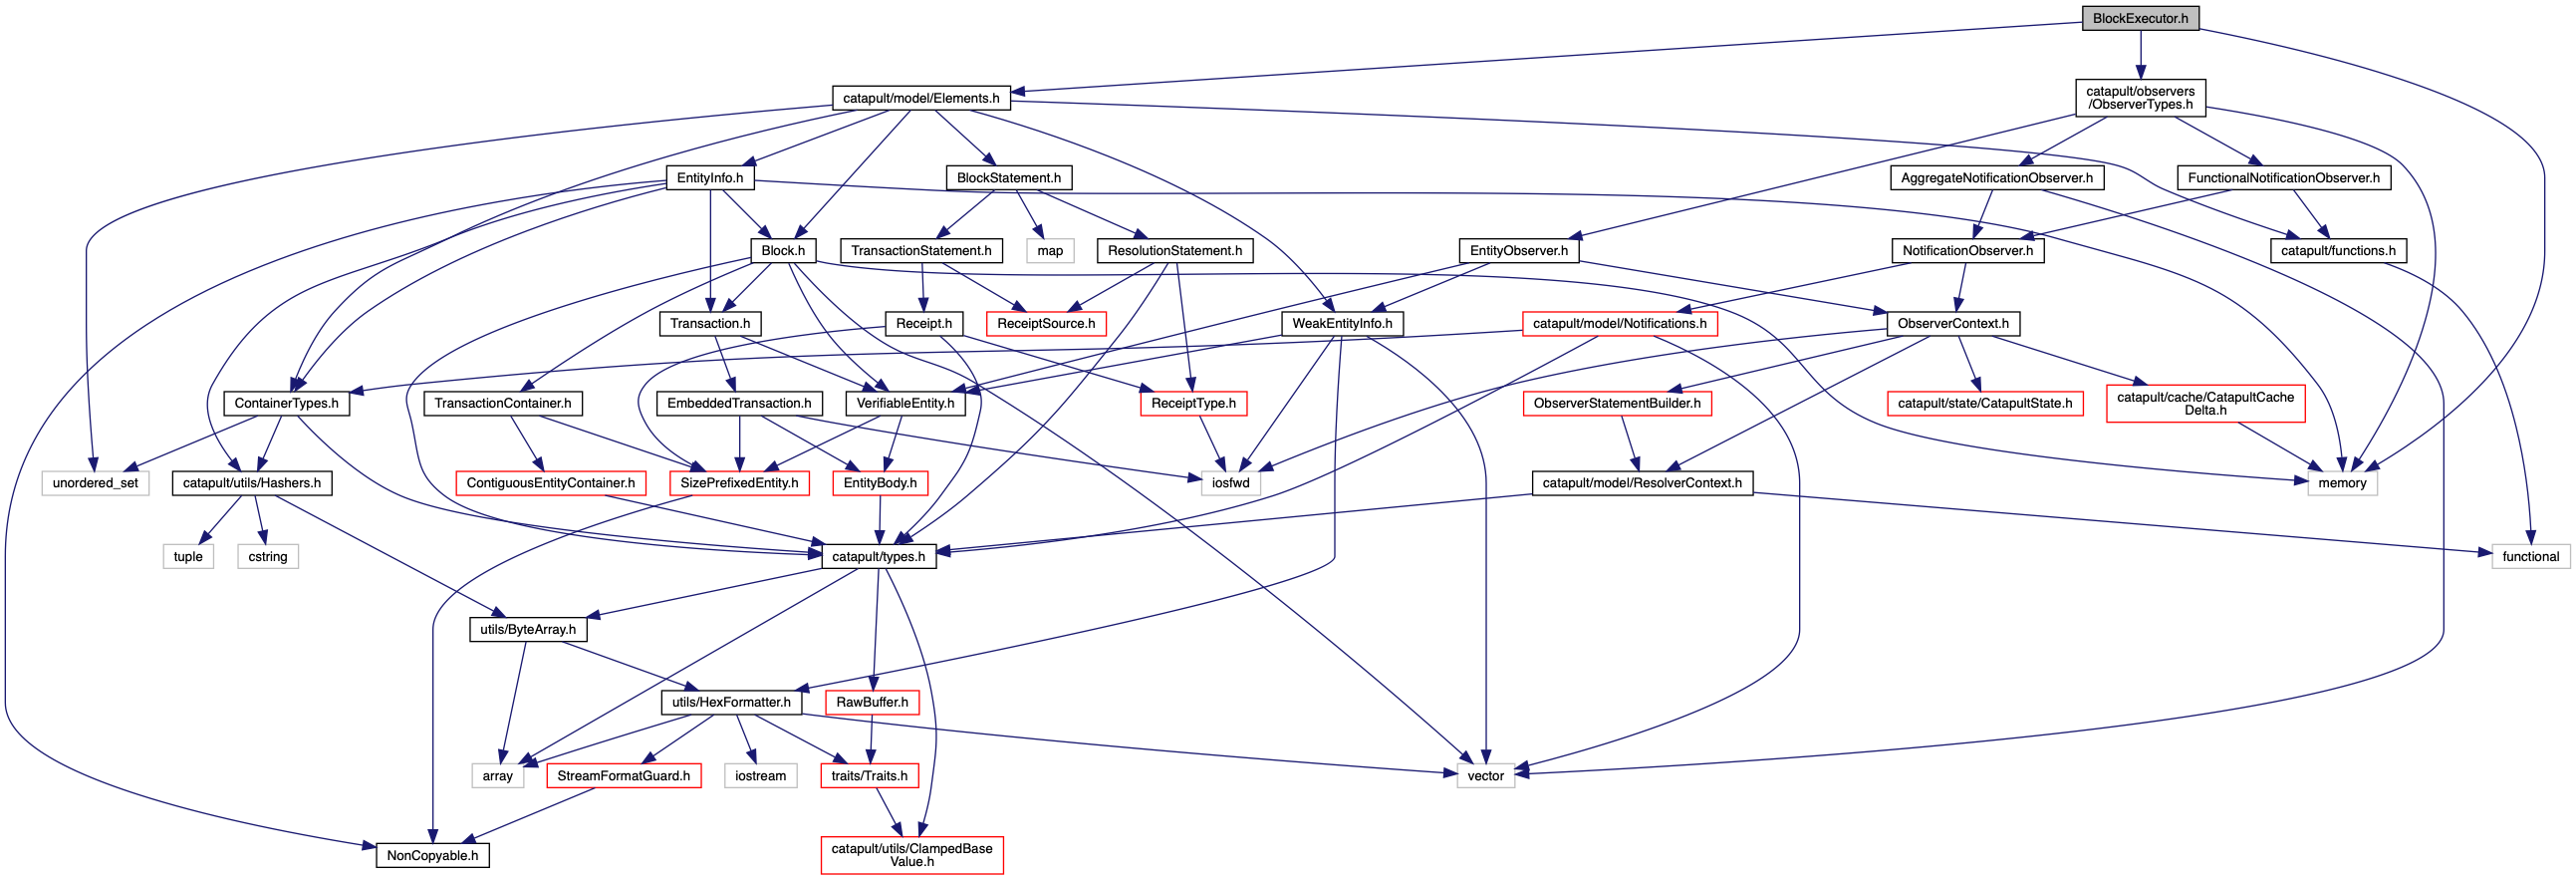 BlockExecutor.h
catapult/model/Elements.h
catapult/observers
/ObserverTypes.h
EntityInfo.h
BlockStatement.h
AggregateNotificationObserver.h
FunctionalNotificationObserver.h
Block.h
TransactionStatement.h
map
ResolutionStatement.h
EntityObserver.h
NotificationObserver.h
catapult/functions.h
Transaction.h
Receipt.h
ReceiptSource.h
WeakEntityInfo.h
catapult/model/Notifications.h
ObserverContext.h
ContainerTypes.h
TransactionContainer.h
EmbeddedTransaction.h
VerifiableEntity.h
ReceiptType.h
ObserverStatementBuilder.h
catapult/state/CatapultState.h
catapult/cache/CatapultCache
Delta.h
unordered_set
catapult/utils/Hashers.h
ContiguousEntityContainer.h
SizePrefixedEntity.h
EntityBody.h
iosfwd
catapult/model/ResolverContext.h
memory
tuple
cstring
catapult/types.h
functional
utils/ByteArray.h
utils/HexFormatter.h
RawBuffer.h
array
StreamFormatGuard.h
iostream
traits/Traits.h
vector
NonCopyable.h
catapult/utils/ClampedBase
Value.h